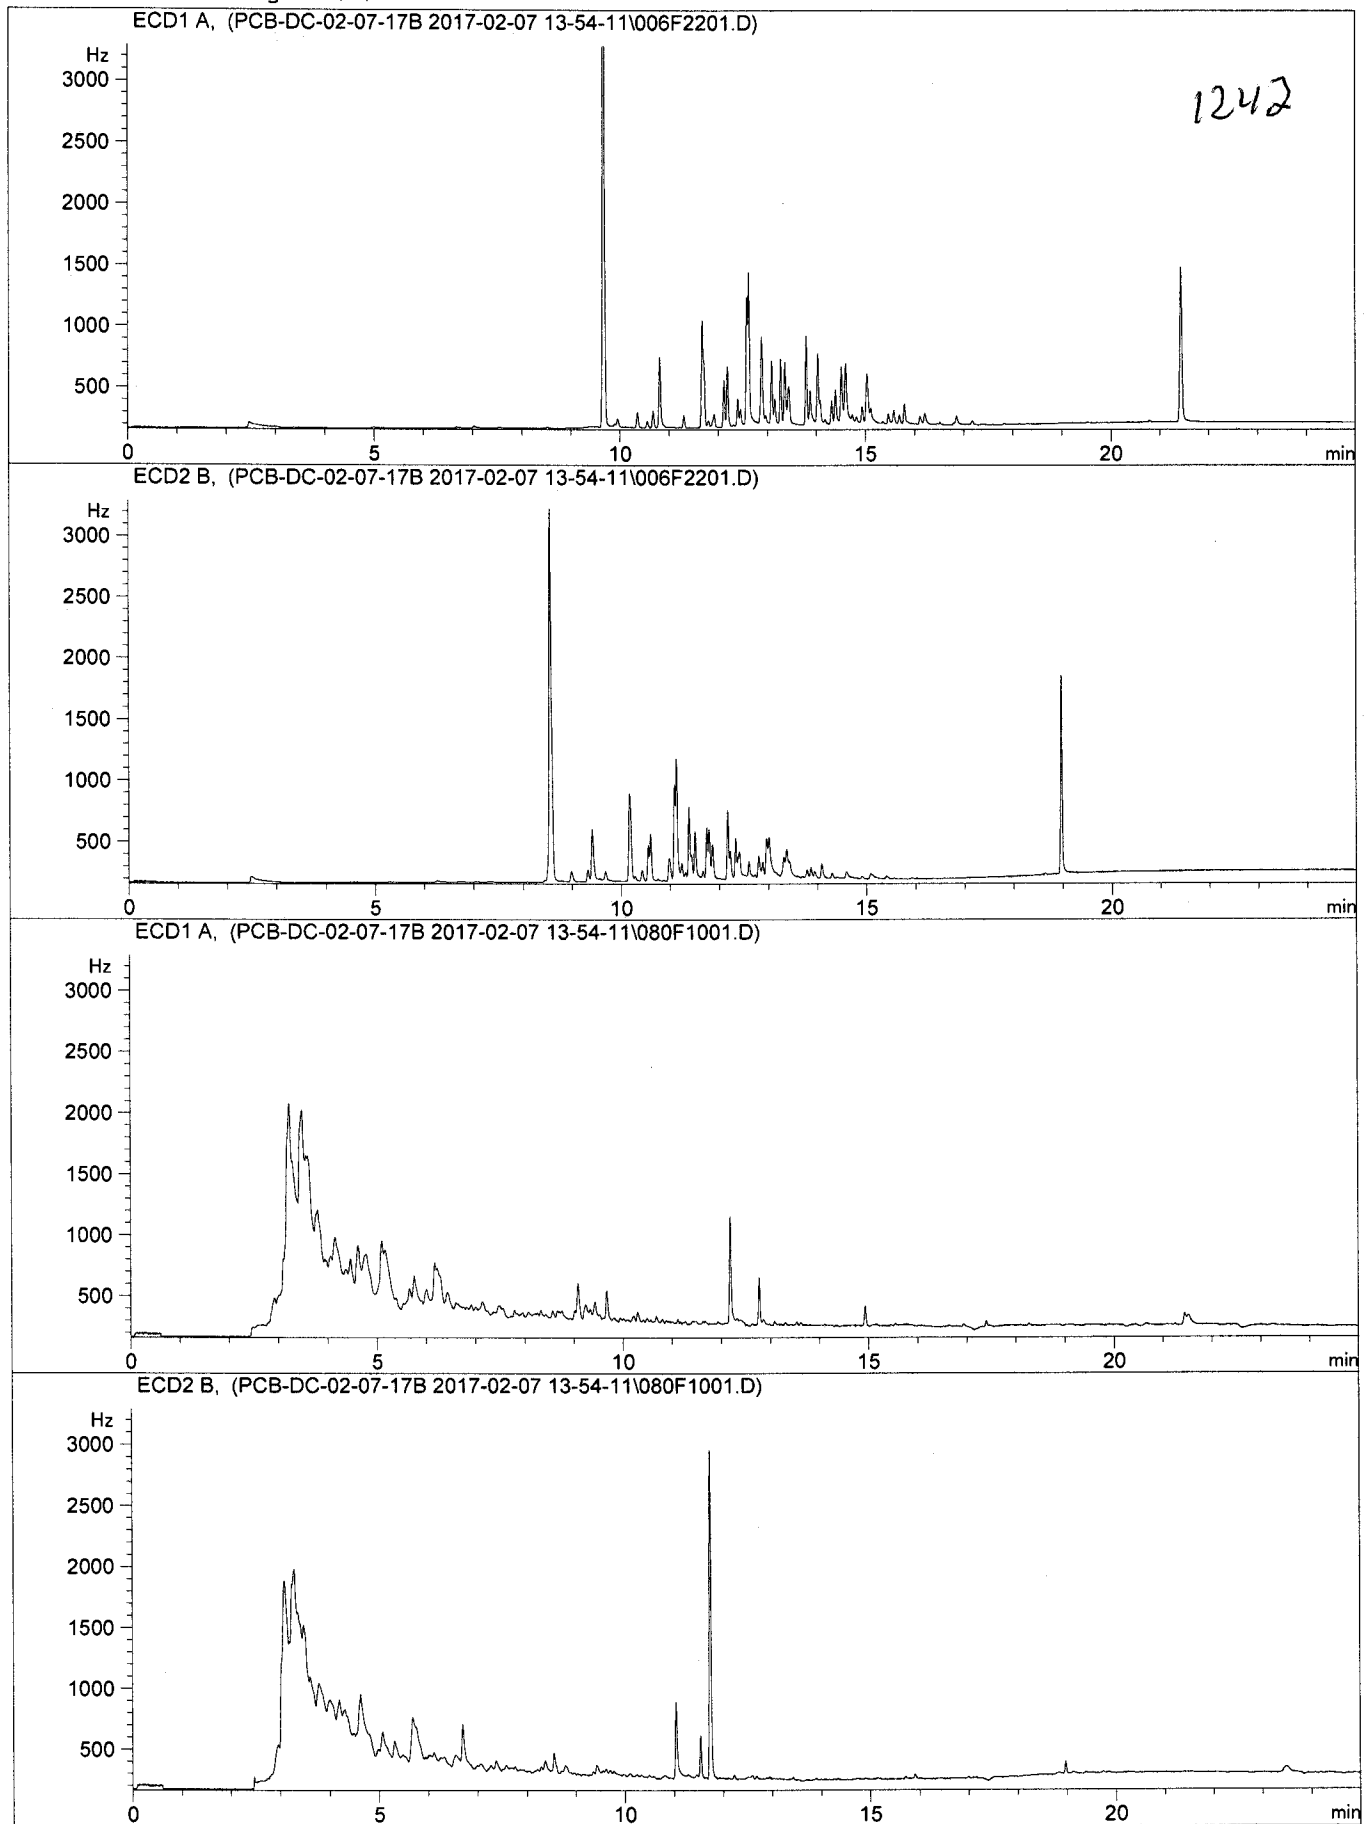 ECD1 A, (PCB-DC-02-07-17B 2017-02-07 13-54-11\006F2201.D)
Hz
1242
3000
2500
2000
1500
1000
500
0 5 10 15 20 min
ECD2 B, (PCB-DC-02-07-17B 2017-02-07 13-54-11\006F2201.D)
Hz
3000
2500
2000
1500
1000
500
0 5 10 15 20 min
ECD1 A, (PCB-DC-02-07-17B 2017-02-07 13-54-11\080F1001.D)
Hz
3000
2500
2000
1500
1000
500
0 5 10 15 20 min
ECD2 B, (PCB-DC-02-07-17B 2017-02-07 13-54-11\080F1001.D)
Hz
3000
2500
2000
1500
1000
500
0 5 10 15 20 min